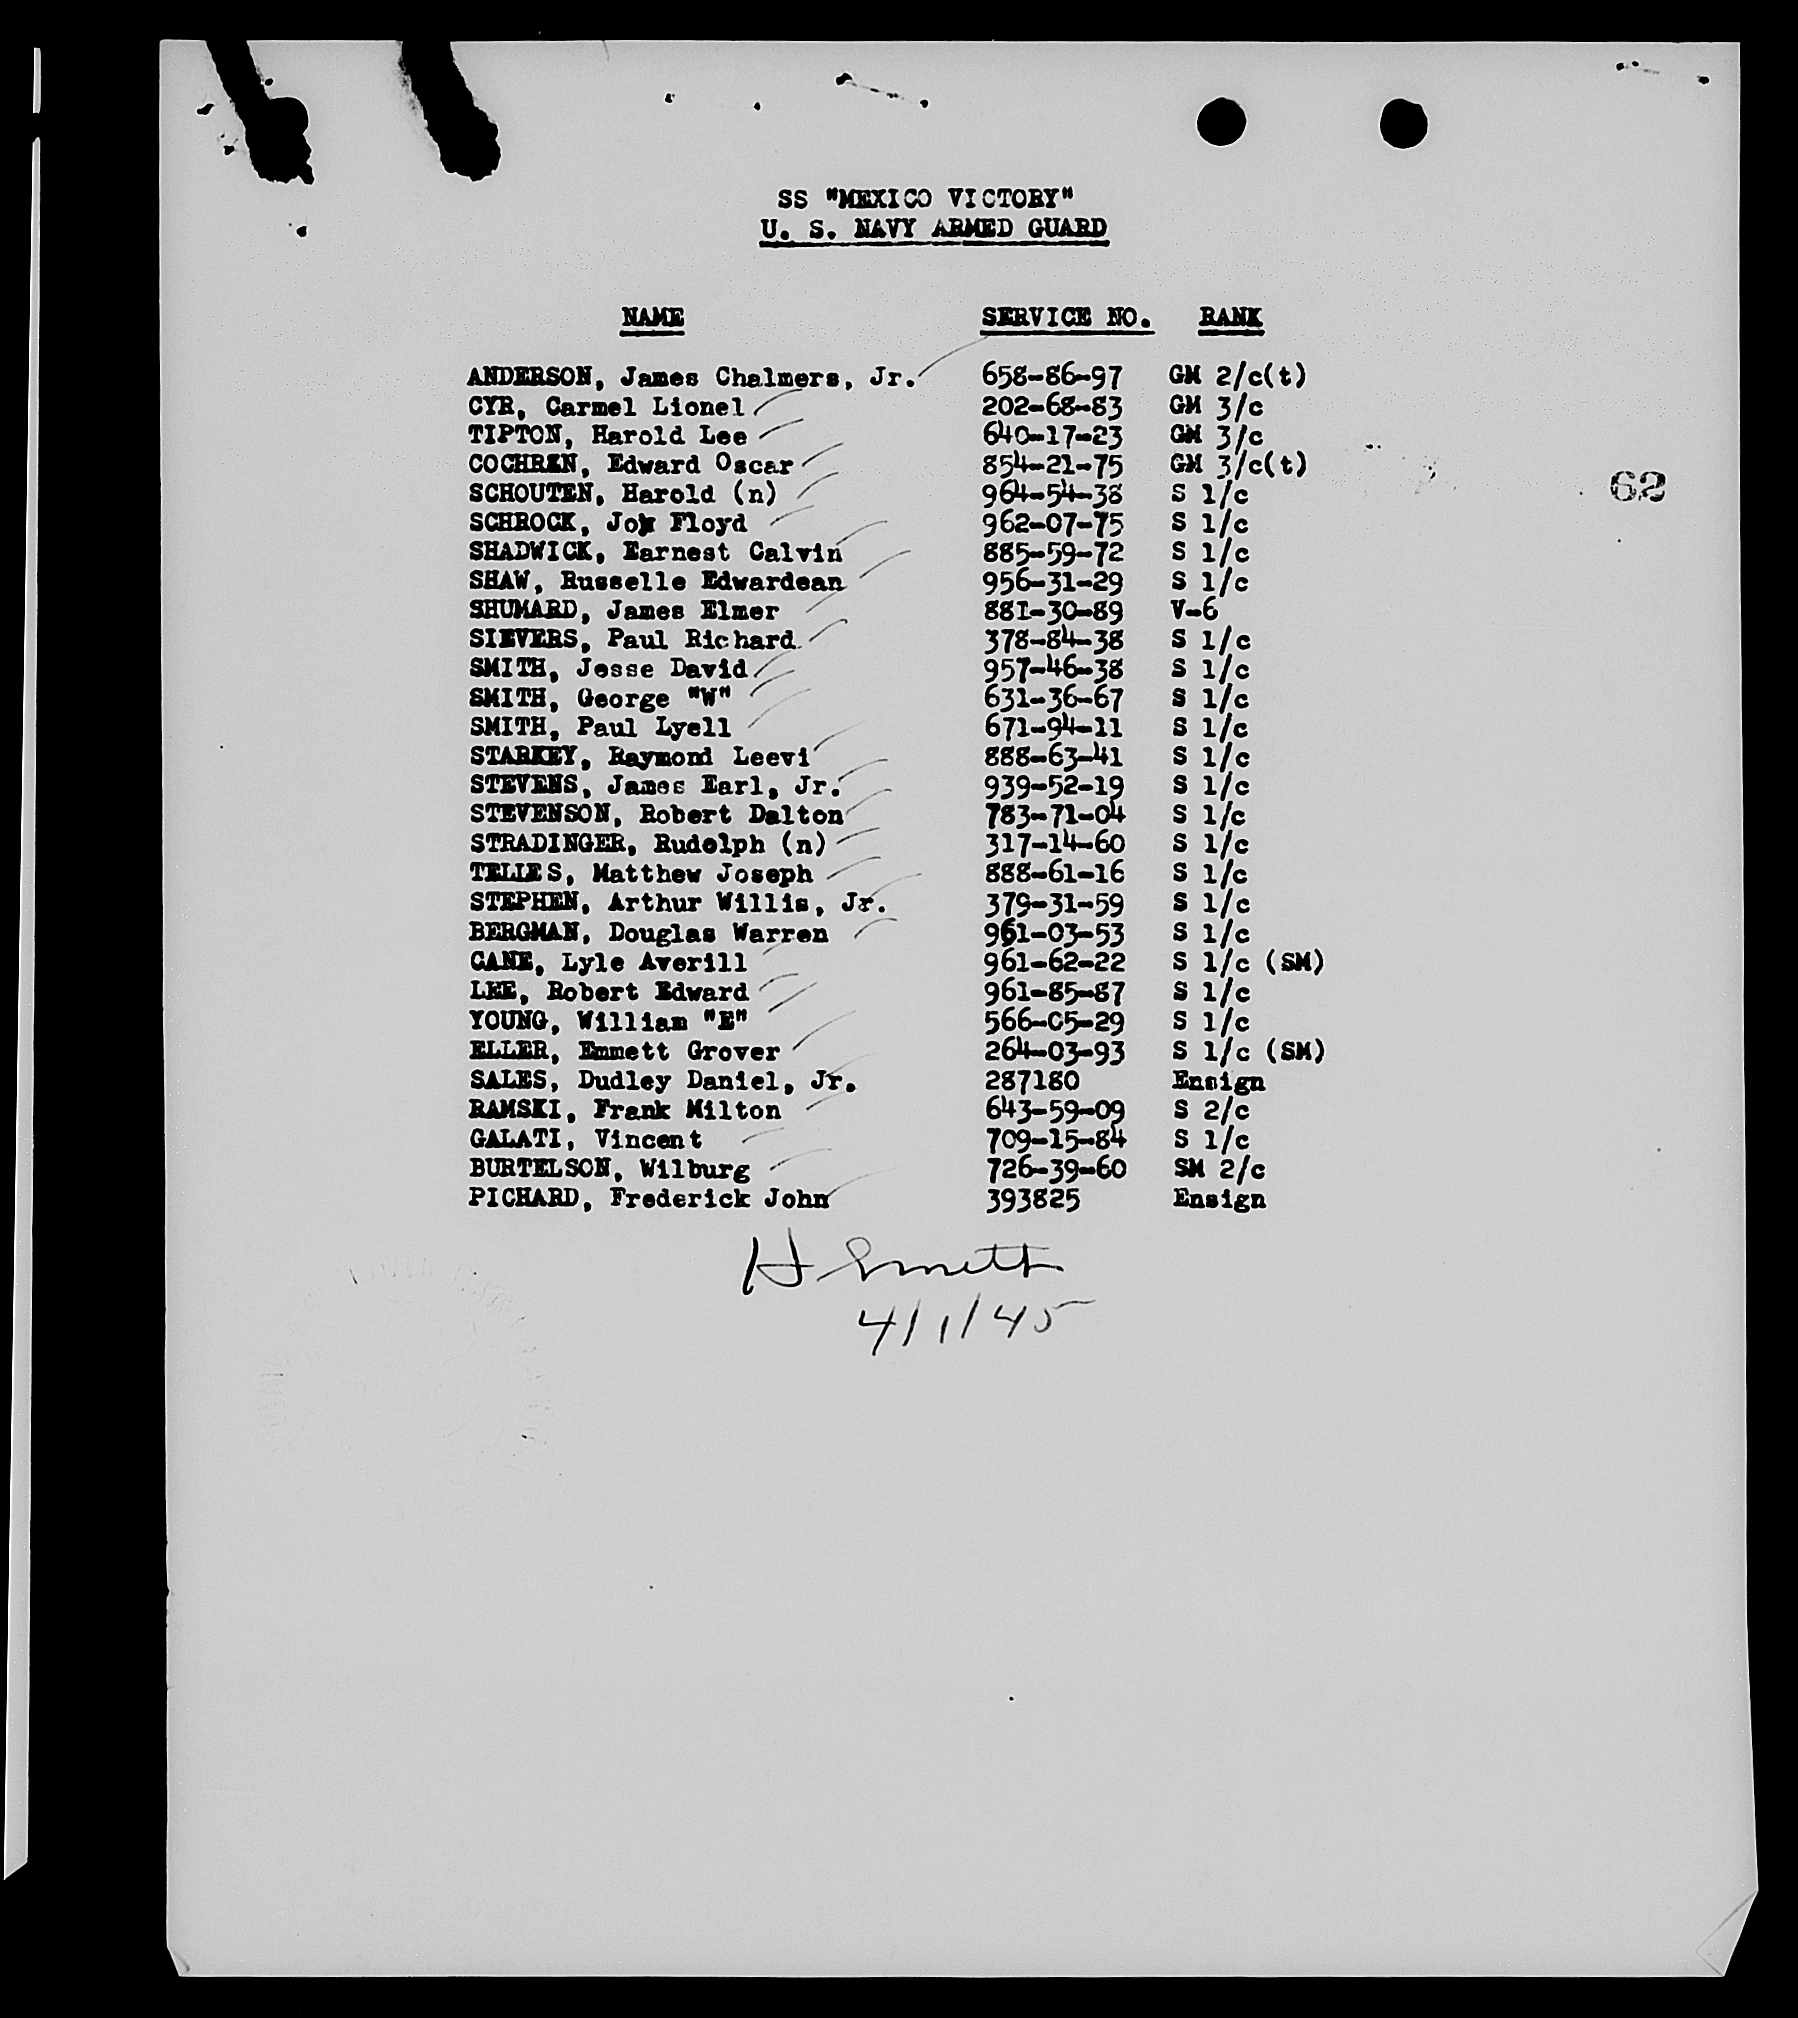 SS "MEXICO VICTORY"
U. S. NAVY ARMED GUARD
NAME SERVICE NO. RANK
ANDERSON, James Chalmers, Jr. 658-86-97 GM 2/c(t)
CYR, Carmel Lionel 202-68-83 GM 3/c
TIPTON, Harold Lee 640-17-23 GM 3/c
COCHREN, Edward Oscar 854-21-75 GM 3/c(t)
62
SCHOUTEN, Harold (n) 964-54-38 S 1/c
SCHROCK, Floyd 962-07-75 S 1/c
SHADWICK, Earnest Calvin 885-59-72 S 1/c
SHAW, Russelle Edwardean 956-31-29 S 1/c
SHUMARD, James Elmer 881-30-89 V-6
SIEVERS, Paul Richard 378-84-38 S 1/c
SMITH, Jesse David 957-46-38 S 1/c
SMITH, George "W" 631-36-67 S 1/c
SMITH, Paul Lyell 671-94-11 S 1/c
STARKEY, Raymond Leevi 888-63-41 S 1/c
STEVENS, James Earl, Jr. 939-52-19 S 1/c
STEVENSON, Robert Dalton 783-71-04 S 1/c
STRADINGER, Rudolph (n) 317-14-60 S 1/c
TELLES, Matthew Joseph 888-61-16 S 1/c
STEPHEN, Arthur Willis, Jr. 379-31-59 S 1/c
BERGMAN, Douglas Warren 961-03-53 S 1/c
CANE, Lyle Averill 961-62-22 S 1/c (SM)
LEE, Robert Edward 961-85-87 S 1/c
YOUNG, William "E" 566-05-29 S 1/c
ELLER, Emmett Grover 264-03-93 S 1/c (SM)
SALES, Dudley Daniel, Jr. 287180 Ensign
RAMSKI, Frank Milton 643-59-09 S 2/c
GALATI, Vincent 709-15-84 S 1/c
BURTELSON, Wilburg 726-39-60 SM 2/c
PICHARD, Frederick John 393825 Ensign
H
4/1/45